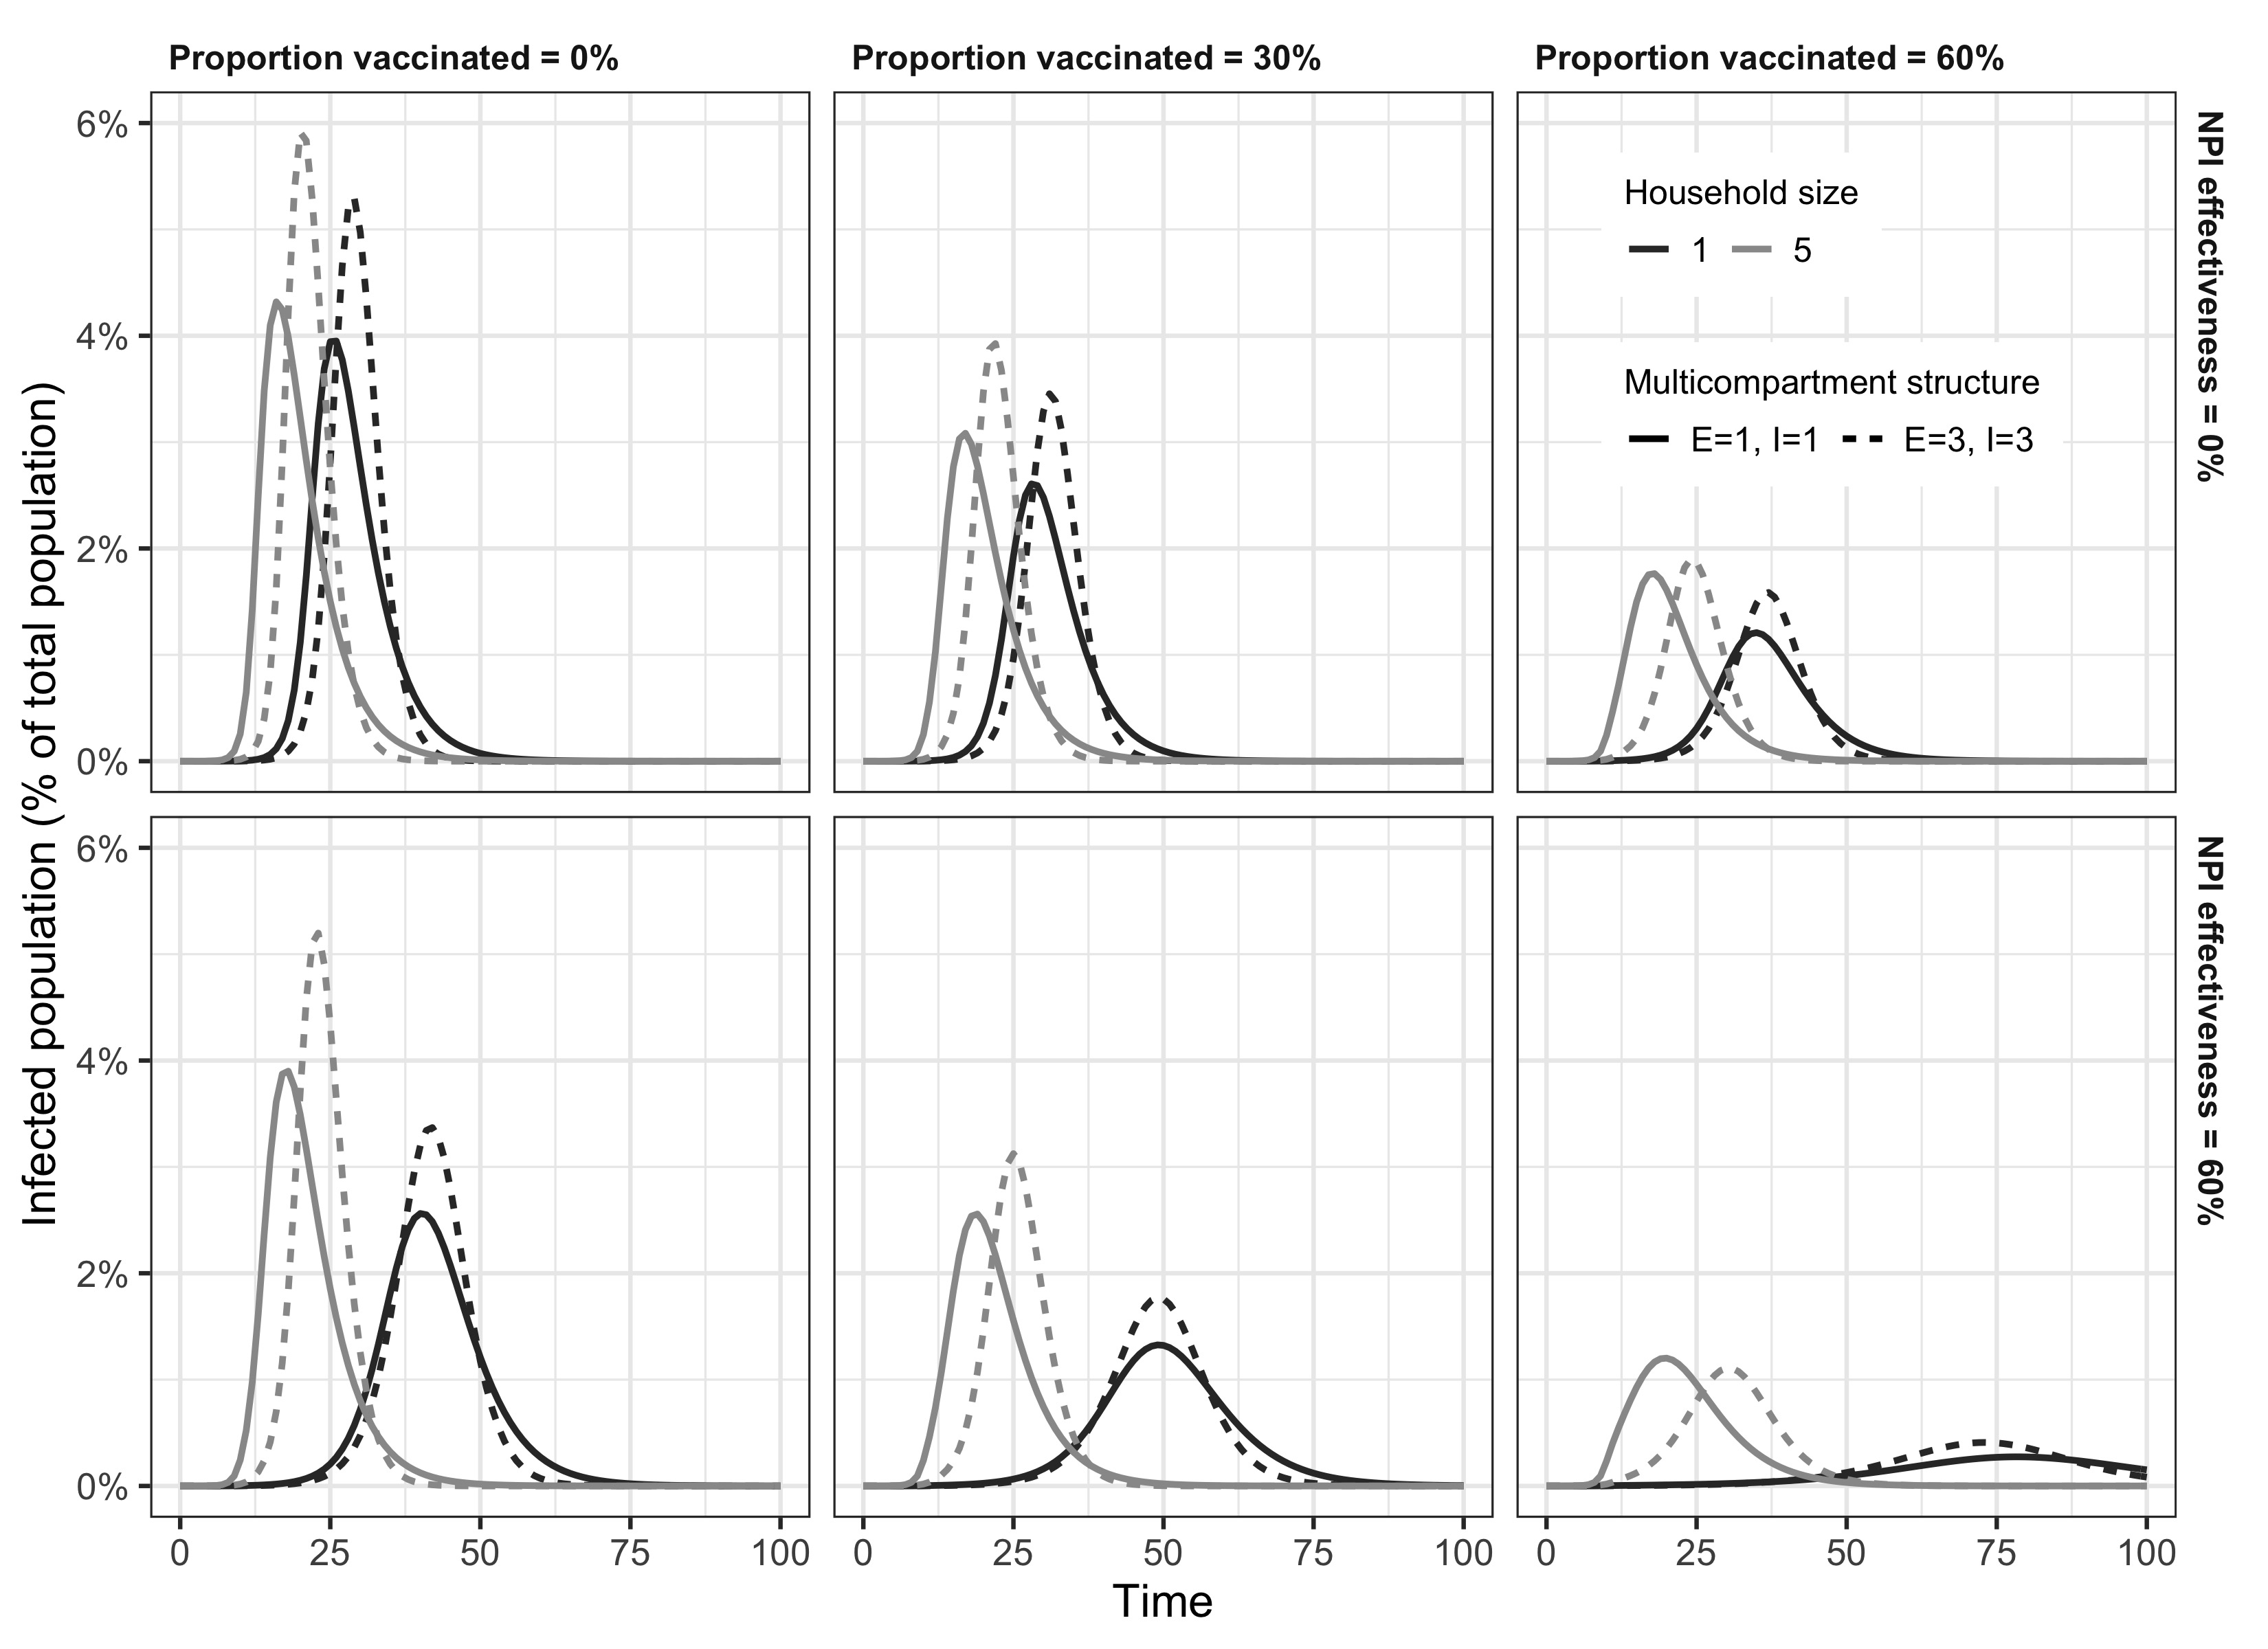 Proportion vaccinated = 0%
Proportion vaccinated = 30%
Proportion vaccinated = 60%
6%
4%
2%
0%
Household size
1 5
Multicompartment structure
E=1, I=1 E=3, I=3
NPI effectiveness = 0%
Infected population (% of total population)
6%
4%
2%
0%
NPI effectiveness = 60%
0 25 50 75 100
0 25 50 75 100
0 25 50 75 100
Time